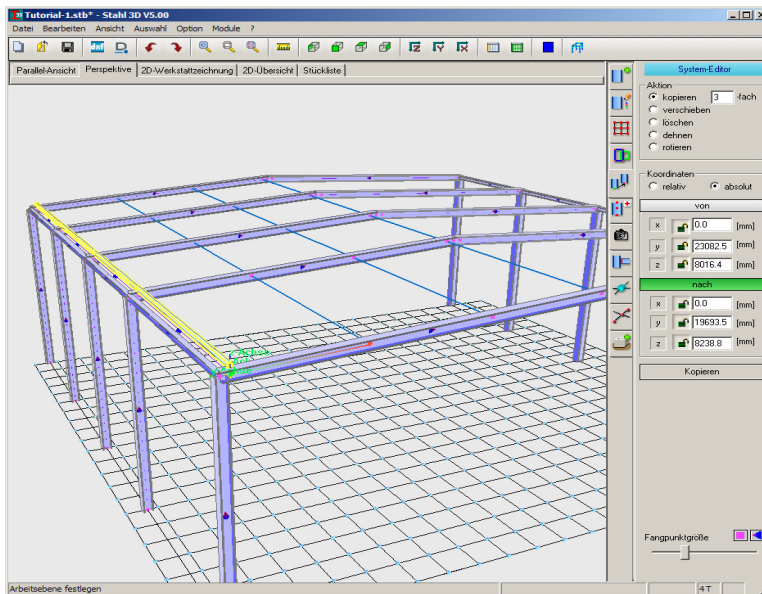 Tutorial-1.stb* - Stahl 3D V5.00
Datei Bearbeiten Ansicht Auswahl Option Module ?
Parallel-Ansicht Perspektive 2D-Werkstattzeichnung 2D-Übersicht Stückliste
System-Editor
Aktion
kopieren 3 -fach
verschieben
löschen
dehnen
rotieren
Koordinaten
relativ absolut
von
x 0.0 [mm]
y 23082.5 [mm]
z 8016.4 [mm]
nach
x 0.0 [mm]
y 19693.5 [mm]
z 8238.8 [mm]
Kopieren
Fangpunktgröße
Arbeitsebene festlegen
4 T